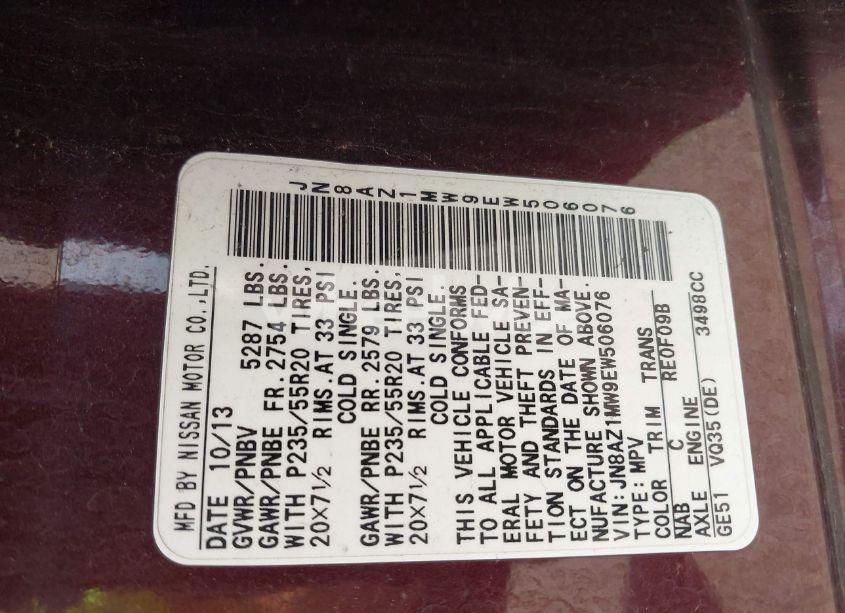 JN8AZ1MW9EW506076
MFD BY NISSAN MOTOR CO.,LTD.
DATE 10/13
GVWR/PNBV 5287 LBS.
GAWR/PNBE FR.2754 LBS.
WITH P235/55R20 TIRES,
20X7½ RIMS.AT 33 PSI
COLD SINGLE.
GAWR/PNBE RR.2579 LBS.
WITH P235/55R20 TIRES,
20X7½ RIMS.AT 33 PSI
COLD SINGLE.
THIS VEHICLE CONFORMS
TO ALL APPLICABLE FED-
ERAL MOTOR VEHICLE SA-
FETY AND THEFT PREVEN-
TION STANDARDS IN EFF-
ECT ON THE DATE OF MA-
NUFACTURE SHOWN ABOVE.
VIN:JN8AZ1MW9EW506076
TYPE:MPV
COLOR TRIM TRANS
NAB C RE0F09B
AXLE ENGINE
GE51 VQ35(DE) 3498CC